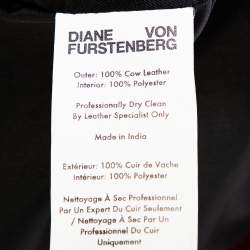 DIANE VON
FURSTENBERG
Outer: 100% Cow Leather
Interior: 100% Polyester
Professionally Dry Clean
By Leather Specialist Only
Made in India
Extérieur: 100% Cuir de Vache
intérieur: 100% Polyester
Nettoyage À Sec Professionnel
Par Un Expert Du Cuir Seulement
/ Nettoyage À Sec Par Un
Professionnel Du Cuir
Uniquement